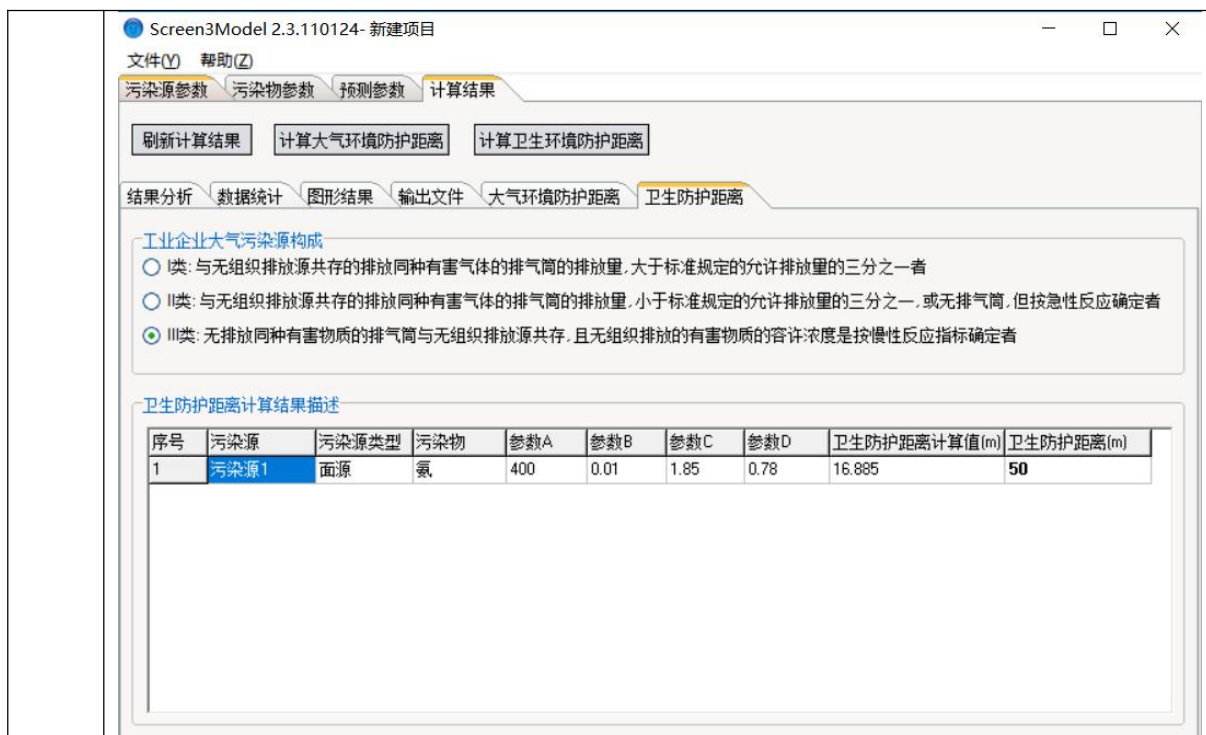 Screen3Model 2.3.110124- 新建项目
文件(Y) 帮助(Z)
污染源参数 污染物参数 预测参数 计算结果
刷新计算结果 计算大气环境防护距离 计算卫生环境防护距离
结果分析 数据统计 图形结果 输出文件 大气环境防护距离 卫生防护距离
工业企业大气污染源构成
I类: 与无组织排放源共存的排放同种有害气体的排气筒的排放量,大于标准规定的允许排放量的三分之一者
II类: 与无组织排放源共存的排放同种有害气体的排气筒的排放量,小于标准规定的允许排放量的三分之一,或无排气筒,但按急性反应确定者
III类: 无排放同种有害物质的排气筒与无组织排放源共存,且无组织排放的有害物质的容许浓度是按慢性反应指标确定者
卫生防护距离计算结果描述
序号 污染源 污染源类型 污染物 参数A 参数B 参数C 参数D 卫生防护距离计算值(m) 卫生防护距离(m)
1 污染源1 面源 氨 400 0.01 1.85 0.78 16.885 50